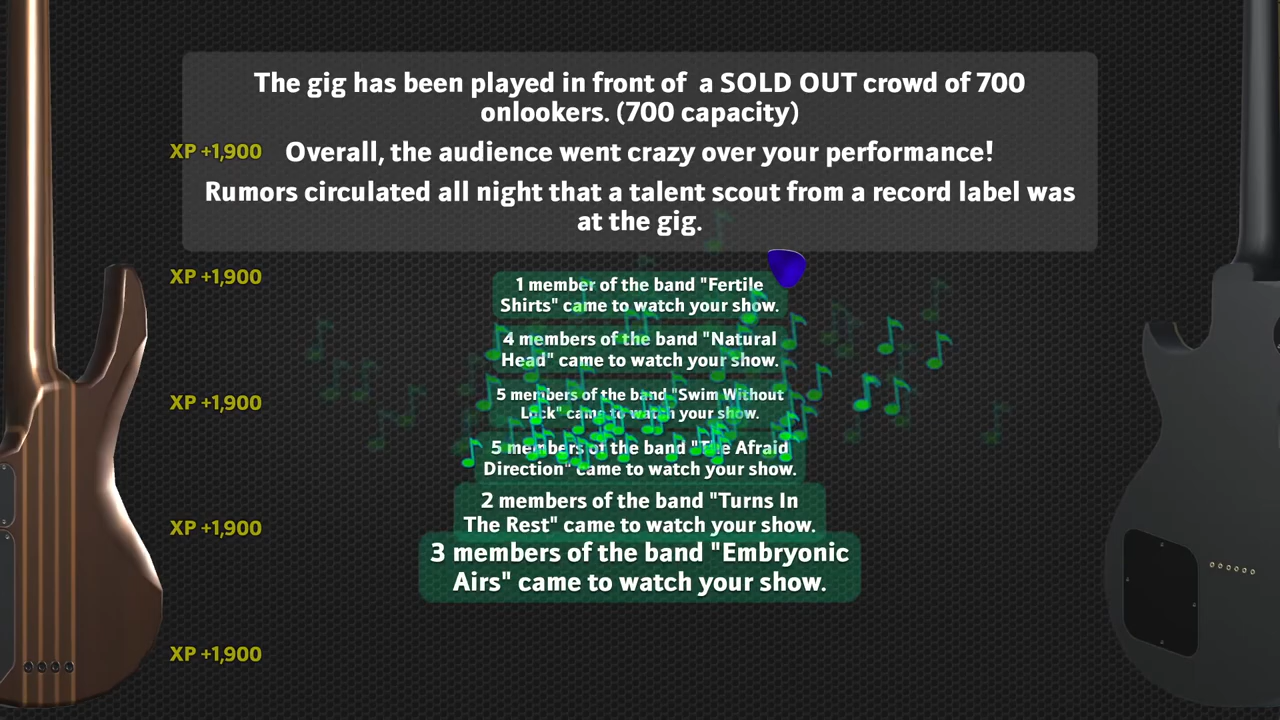 The gig has been played in front of  a SOLD OUT crowd of 700
onlookers. (700 capacity)
XP +1,900
Overall, the audience went crazy over your performance!
Rumors circulated all night that a talent scout from a record label was
at the gig.
XP +1,900
1 member of the band "Fertile
Shirts" came to watch your show.
4 members of the band "Natural
Head" came to watch your show.
XP +1,900
5 members of the band "Swim Without
Luck" came to watch your show.
5 members of the band "The Afraid
Direction" came to watch your show.
2 members of the band "Turns In
The Rest" came to watch your show.
XP +1,900
3 members of the band "Embryonic
Airs" came to watch your show.
XP +1,900